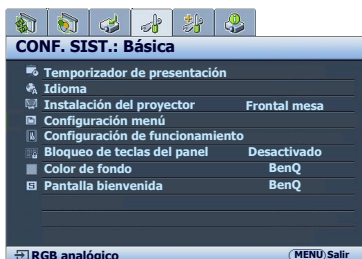 CONF. SIST.: Básica
Temporizador de presentación
Idioma
Instalación del proyector Frontal mesa
Configuración menú
Configuración de funcionamiento
Bloqueo de teclas del panel Desactivado
Color de fondo BenQ
Pantalla bienvenida BenQ
RGB analógico MENU Salir